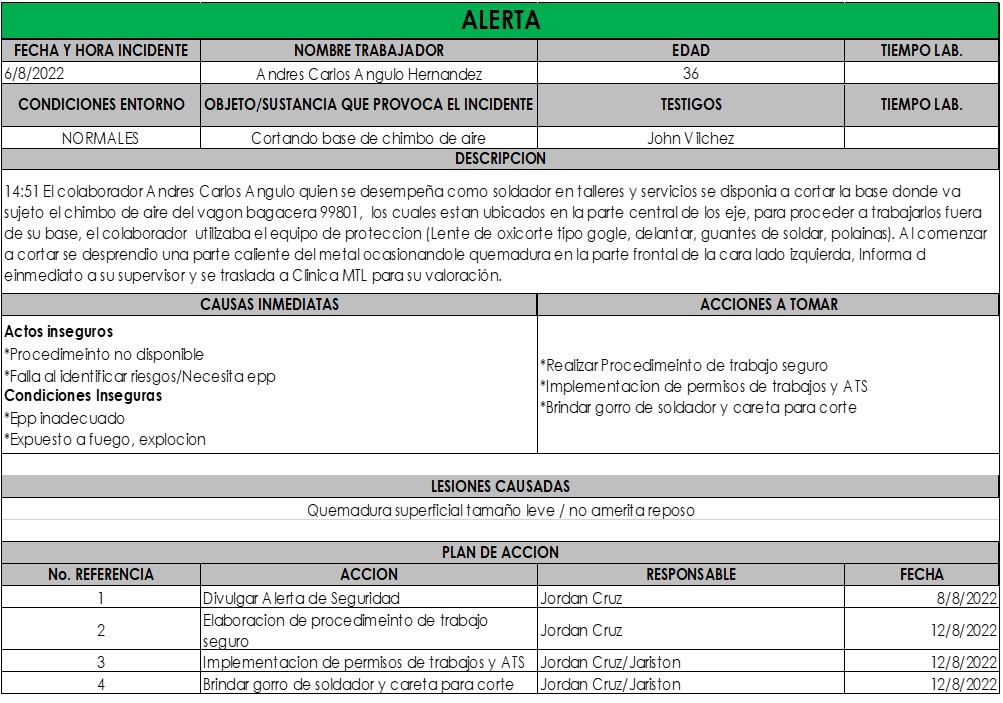 ALERTA
FECHA Y HORA INCIDENTE NOMBRE TRABAJADOR EDAD TIEMPO LAB.
6/8/2022 Andres Carlos Angulo Hernandez 36
CONDICIONES ENTORNO OBJETO/SUSTANCIA QUE PROVOCA EL INCIDENTE TESTIGOS TIEMPO LAB.
NORMALES Cortando base de chimbo de aire John Vilchez
DESCRIPCION
14:51 El colaborador Andres Carlos Angulo quien se desempeña como soldador en talleres y servicios se disponia a cortar la base donde va
sujeto el chimbo de aire del vagon bagacera 99801, los cuales estan ubicados en la parte central de los eje, para proceder a trabajarlos fuera
de su base, el colaborador utilizaba el equipo de proteccion (Lente de oxicorte tipo gogle, delantar, guantes de soldar, polainas). Al comenzar
a cortar se desprendio una parte caliente del metal ocasionandole quemadura en la parte frontal de la cara lado izquierda, Informa d
einmediato a su supervisor y se traslada a Clinica MTL para su valoración.
CAUSAS INMEDIATAS ACCIONES A TOMAR
Actos inseguros
*Procedimeinto no disponible
*Falla al identificar riesgos/Necesita epp
Condiciones Inseguras
*Epp inadecuado
*Expuesto a fuego, explocion
*Realizar Procedimeinto de trabajo seguro
*Implementacion de permisos de trabajos y ATS
*Brindar gorro de soldador y careta para corte
LESIONES CAUSADAS
Quemadura superficial tamaño leve / no amerita reposo
PLAN DE ACCION
No. REFERENCIA ACCION RESPONSABLE FECHA
1 Divulgar Alerta de Seguridad Jordan Cruz 8/8/2022
2 Elaboracion de procedimeinto de trabajo
seguro Jordan Cruz 12/8/2022
3 Implementacion de permisos de trabajos y ATS Jordan Cruz/Jariston 12/8/2022
4 Brindar gorro de soldador y careta para corte Jordan Cruz/Jariston 12/8/2022